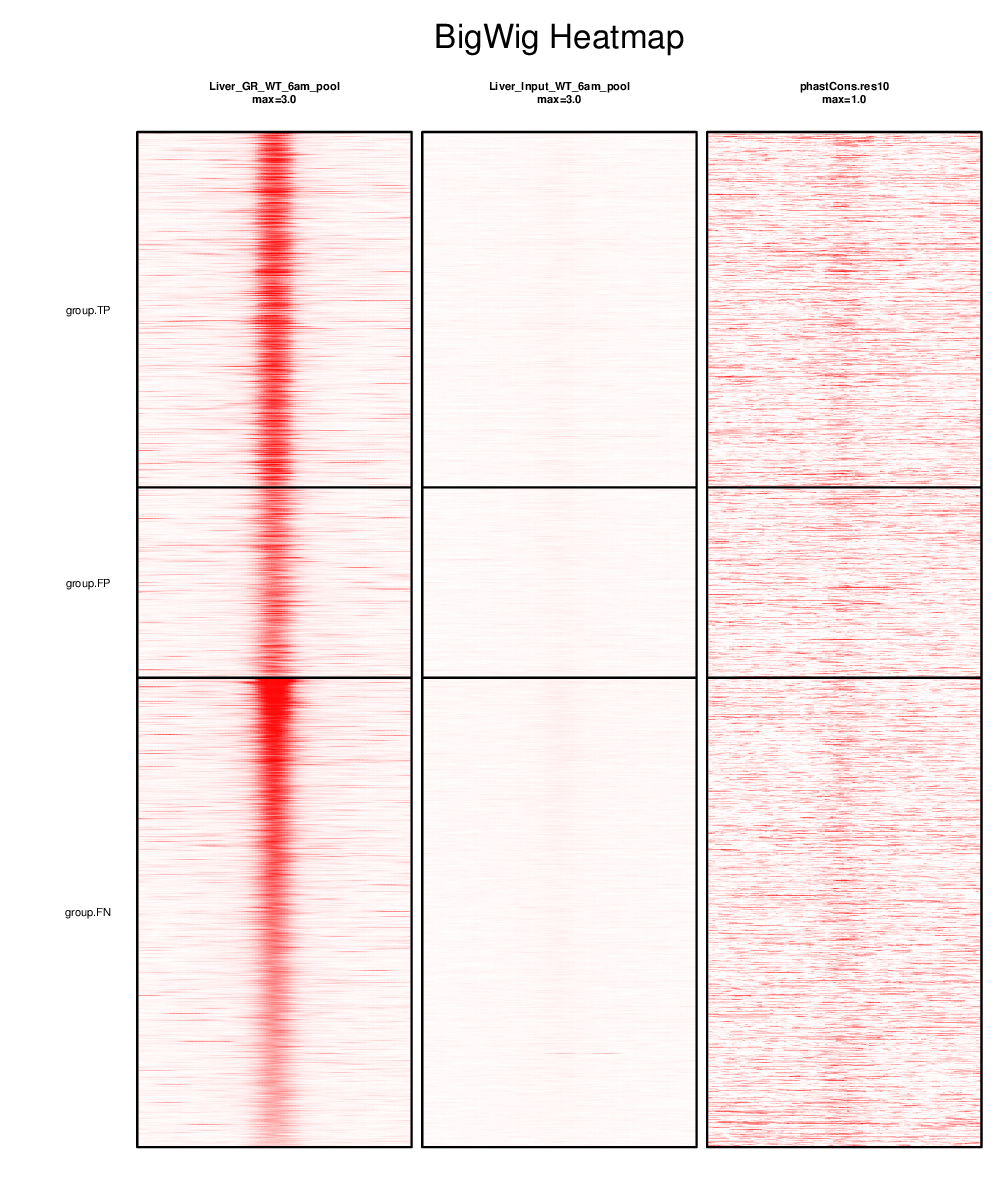 BigWig Heatmap
Liver_GR_WT_6am_pool
max=3.0
Liver_Input_WT_6am_pool
max=3.0
phastCons.res10
max=1.0
group.TP
group.FP
group.FN